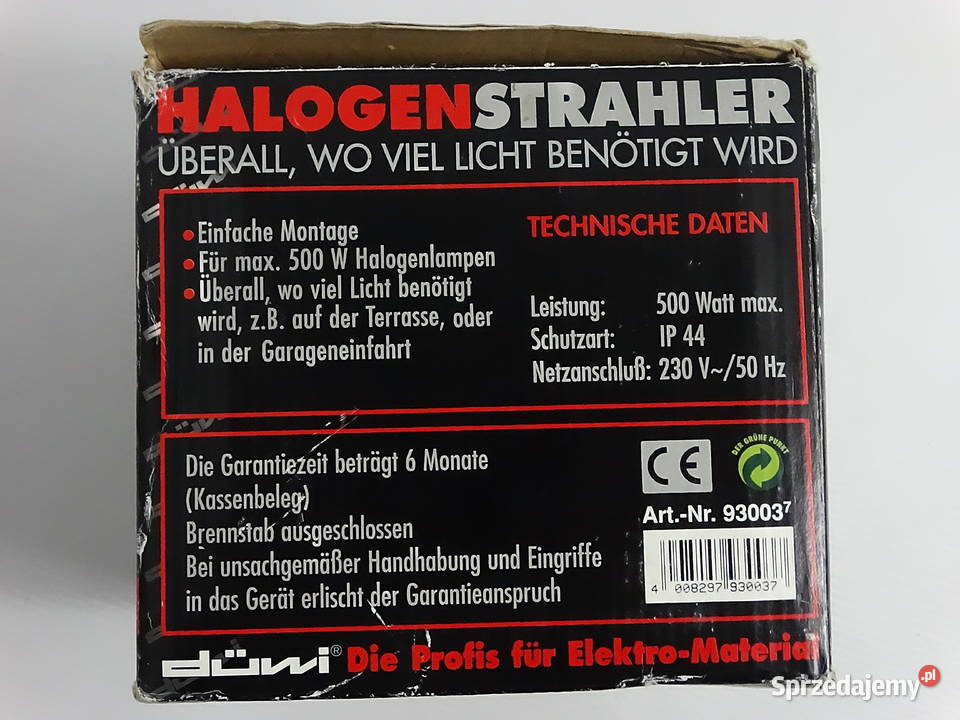 HALOGENSTRAHLER
ÜBERALL, WO VIEL LICHT BENÖTIGT WIRD
• Einfache Montage
• Für max. 500 W Halogenlampen
• Überall, wo viel Licht benötigt
wird, z.B. auf der Terrasse, oder
in der Garageneinfahrt
TECHNISCHE DATEN
Leistung: 500 Watt max.
Schutzart: IP 44
Netzanschluß: 230 V~/50 Hz
Die Garantiezeit beträgt 6 Monate
(Kassenbeleg)
Brennstab ausgeschlossen
Bei unsachgemäßer Handhabung und Eingriffe
in das Gerät erlischt der Garantieanspruch
CE
DER GRÜNE PUNKT
Art.-Nr. 93003⁷
4 008297 930037
düwi® Die Profis für Elektro-Material
Sprzedajemy.pl